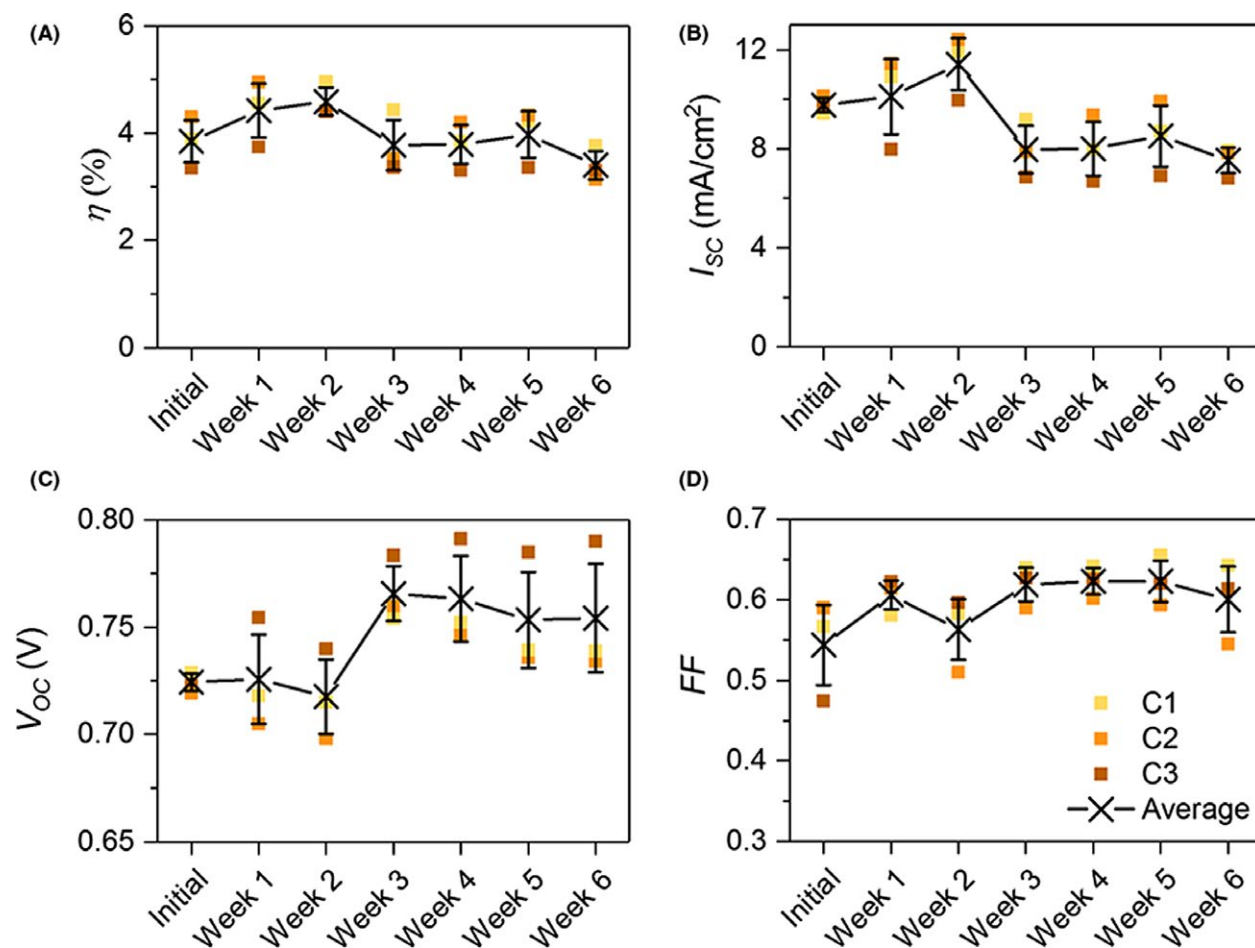 (A)
6
4
2
0
η (%)
Initial
Week 1
Week 2
Week 3
Week 4
Week 5
Week 6
(B)
12
8
4
0
I_SC (mA/cm²)
Initial
Week 1
Week 2
Week 3
Week 4
Week 5
Week 6
(C)
0.80
0.75
0.70
0.65
V_OC (V)
Initial
Week 1
Week 2
Week 3
Week 4
Week 5
Week 6
(D)
0.7
0.6
0.5
0.4
0.3
FF
C1
C2
C3
Average
Initial
Week 1
Week 2
Week 3
Week 4
Week 5
Week 6